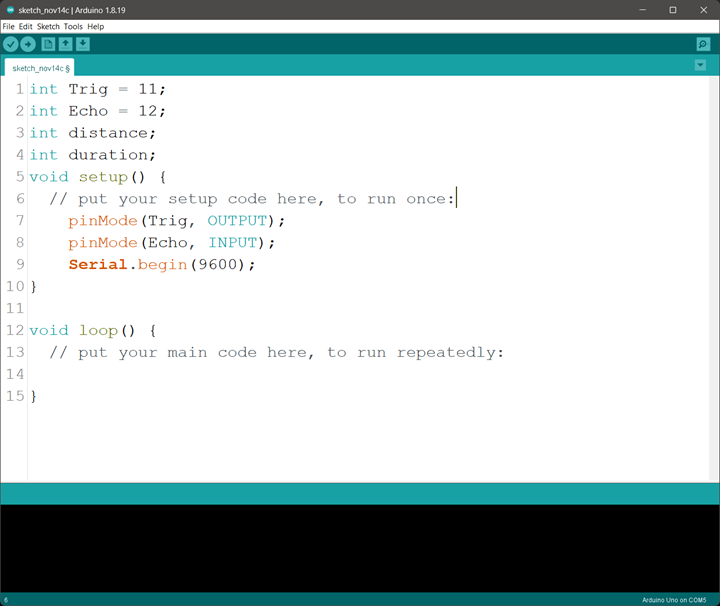 sketch_nov14c | Arduino 1.8.19
File Edit Sketch Tools Help
sketch_nov14c §
1 int Trig = 11;
2 int Echo = 12;
3 int distance;
4 int duration;
5 void setup() {
6   // put your setup code here, to run once:
7     pinMode(Trig, OUTPUT);
8     pinMode(Echo, INPUT);
9     Serial.begin(9600);
10 }
11
12 void loop() {
13   // put your main code here, to run repeatedly:
14
15 }
6 Arduino Uno on COM5